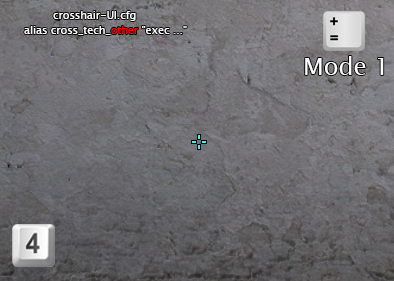 crosshair-UI.cfg
alias cross_tech_other "exec ..."
+
=
Mode 1
4